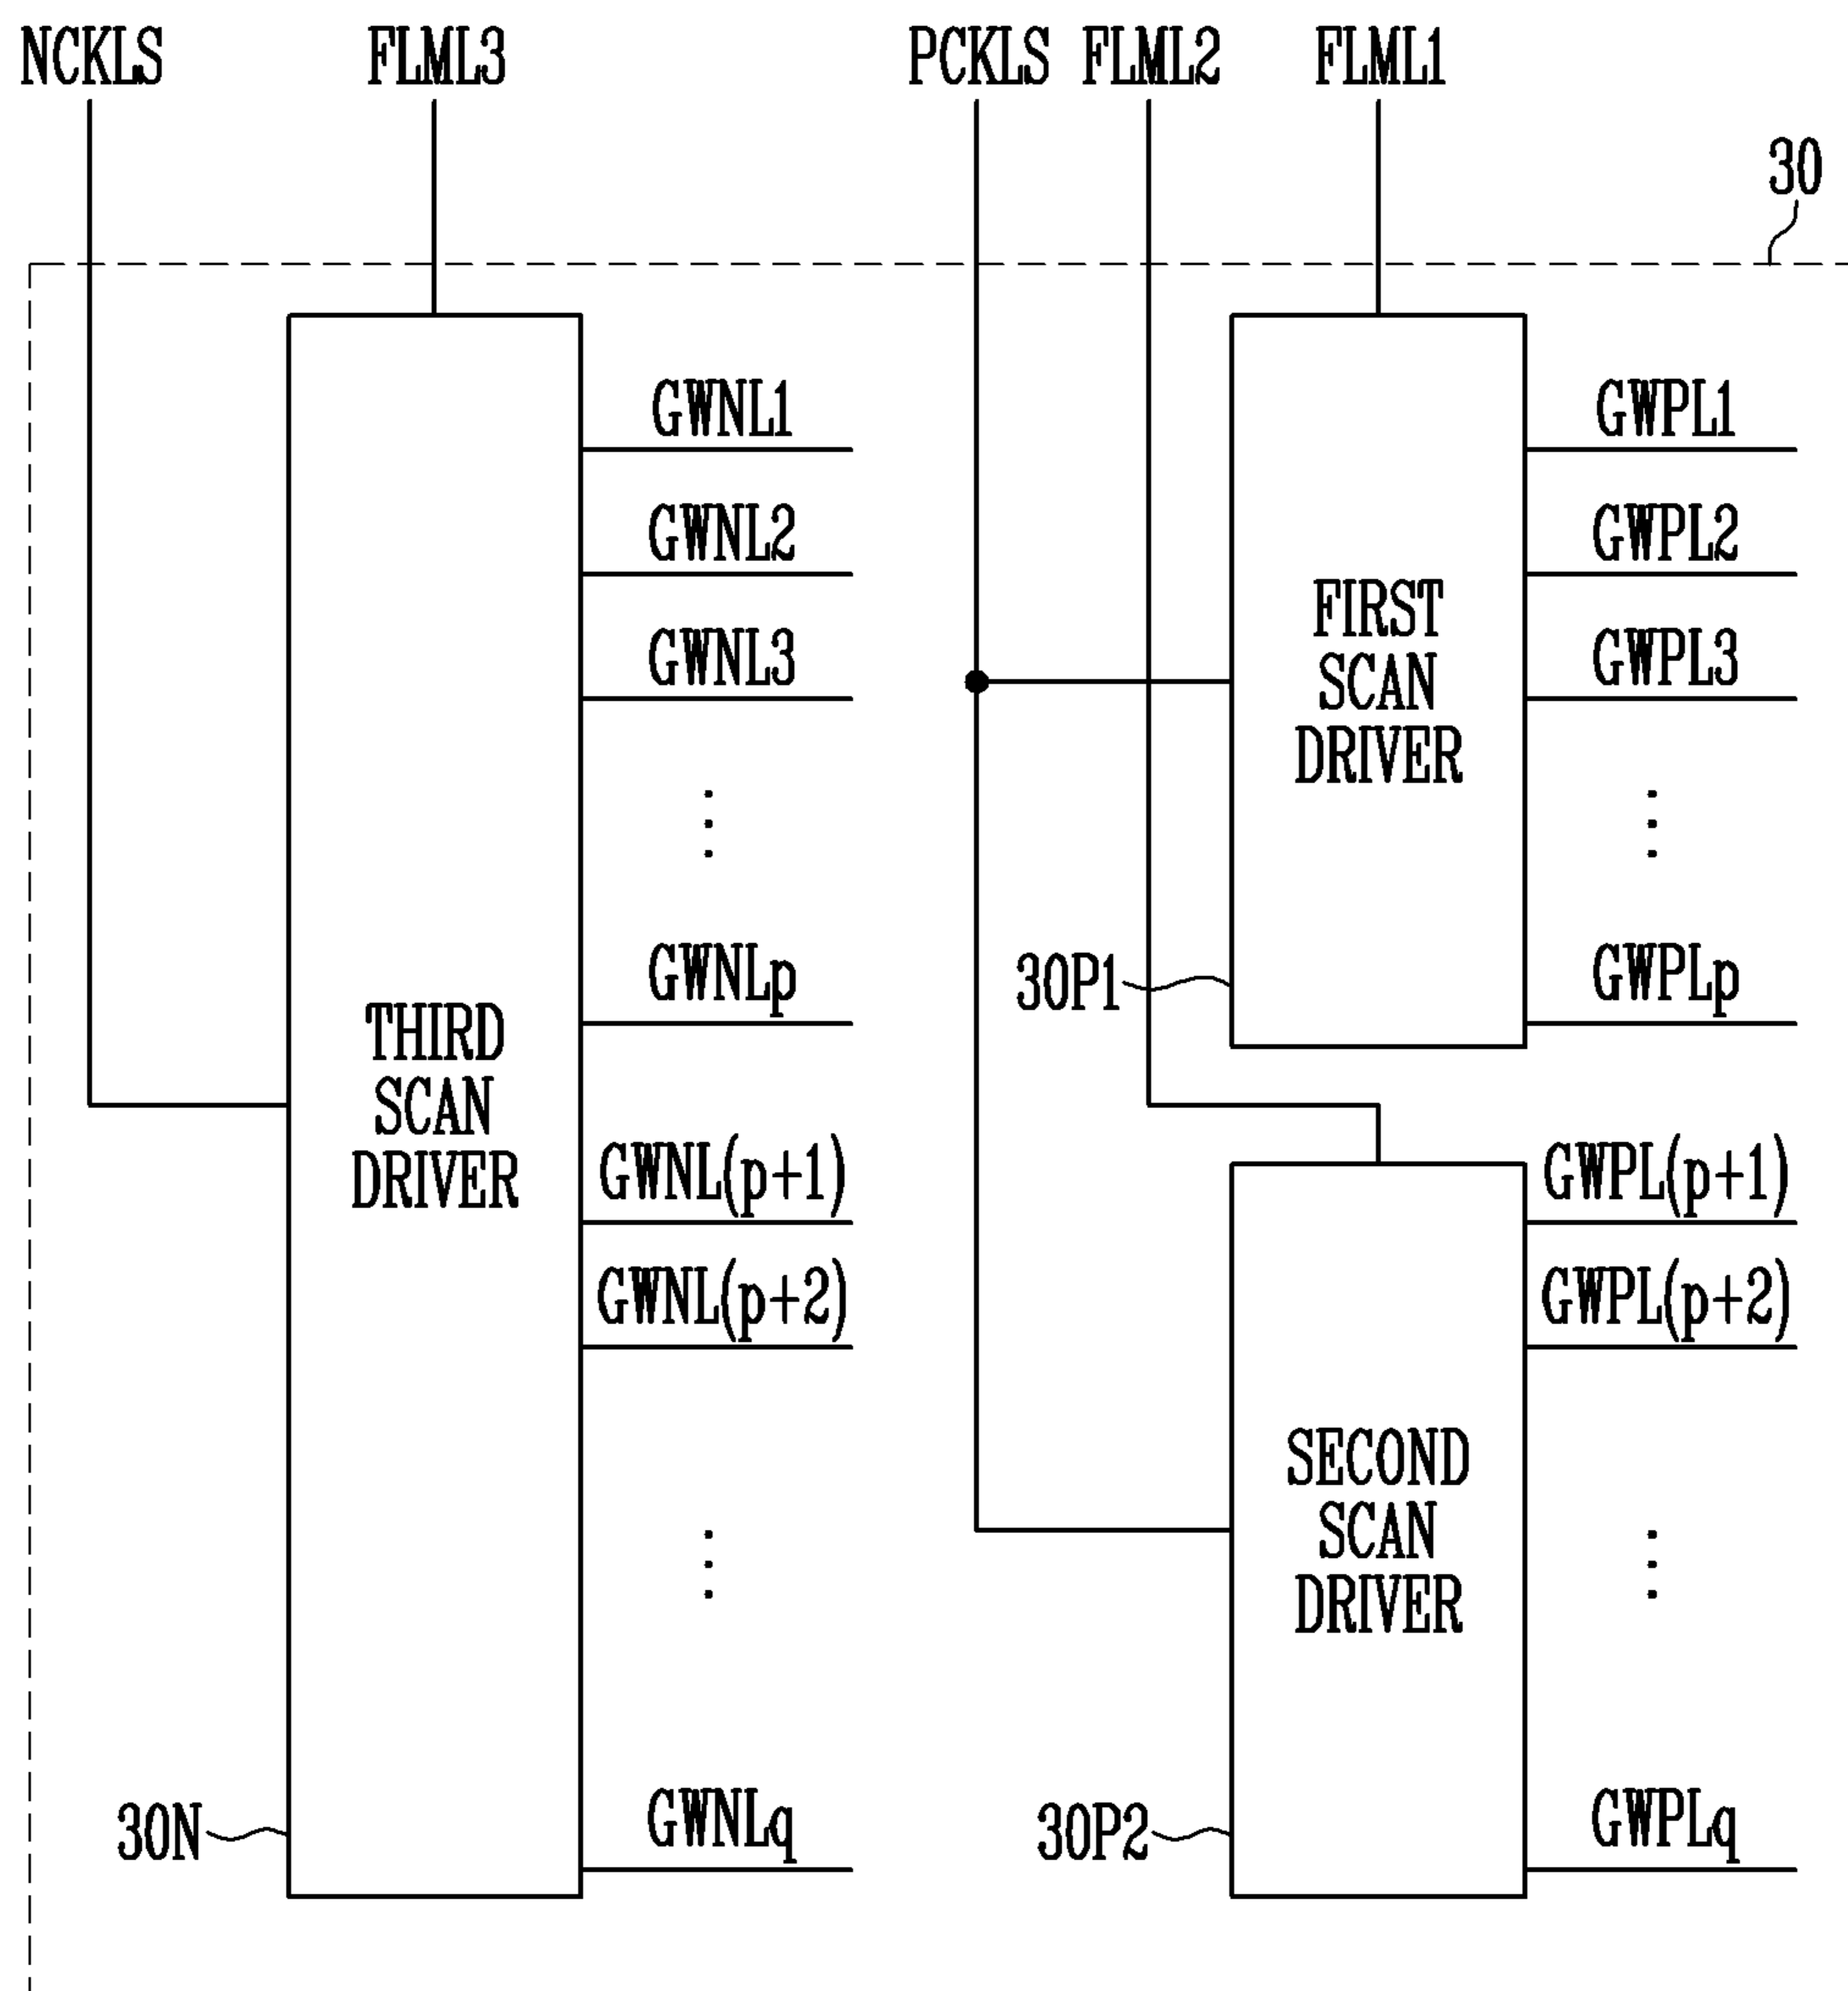 NCKLS FLML3 PCKLS FLML2 FLML1
30
GWNL1
GWNL2
GWNL3
GWNLp
THIRD
SCAN
DRIVER
GWNL(p+1)
GWNL(p+2)
GWNLq
30N
GWPL1
GWPL2
GWPL3
FIRST
SCAN
DRIVER
30P1
GWPLp
GWPL(p+1)
GWPL(p+2)
SECOND
SCAN
DRIVER
30P2
GWPLq